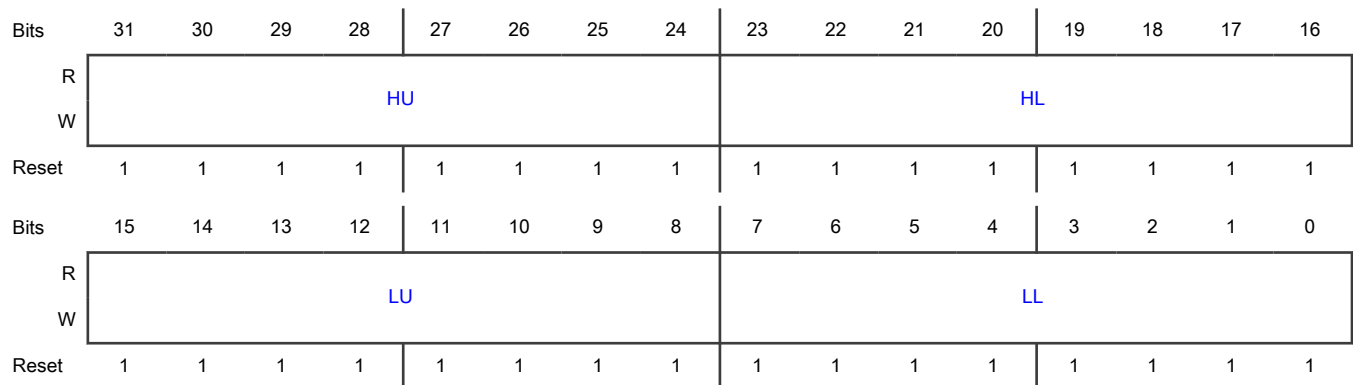 Bits 31 30 29 28 27 26 25 24 23 22 21 20 19 18 17 16
R
HU HL
W
Reset 1 1 1 1 1 1 1 1 1 1 1 1 1 1 1 1
Bits 15 14 13 12 11 10 9 8 7 6 5 4 3 2 1 0
R
LU LL
W
Reset 1 1 1 1 1 1 1 1 1 1 1 1 1 1 1 1